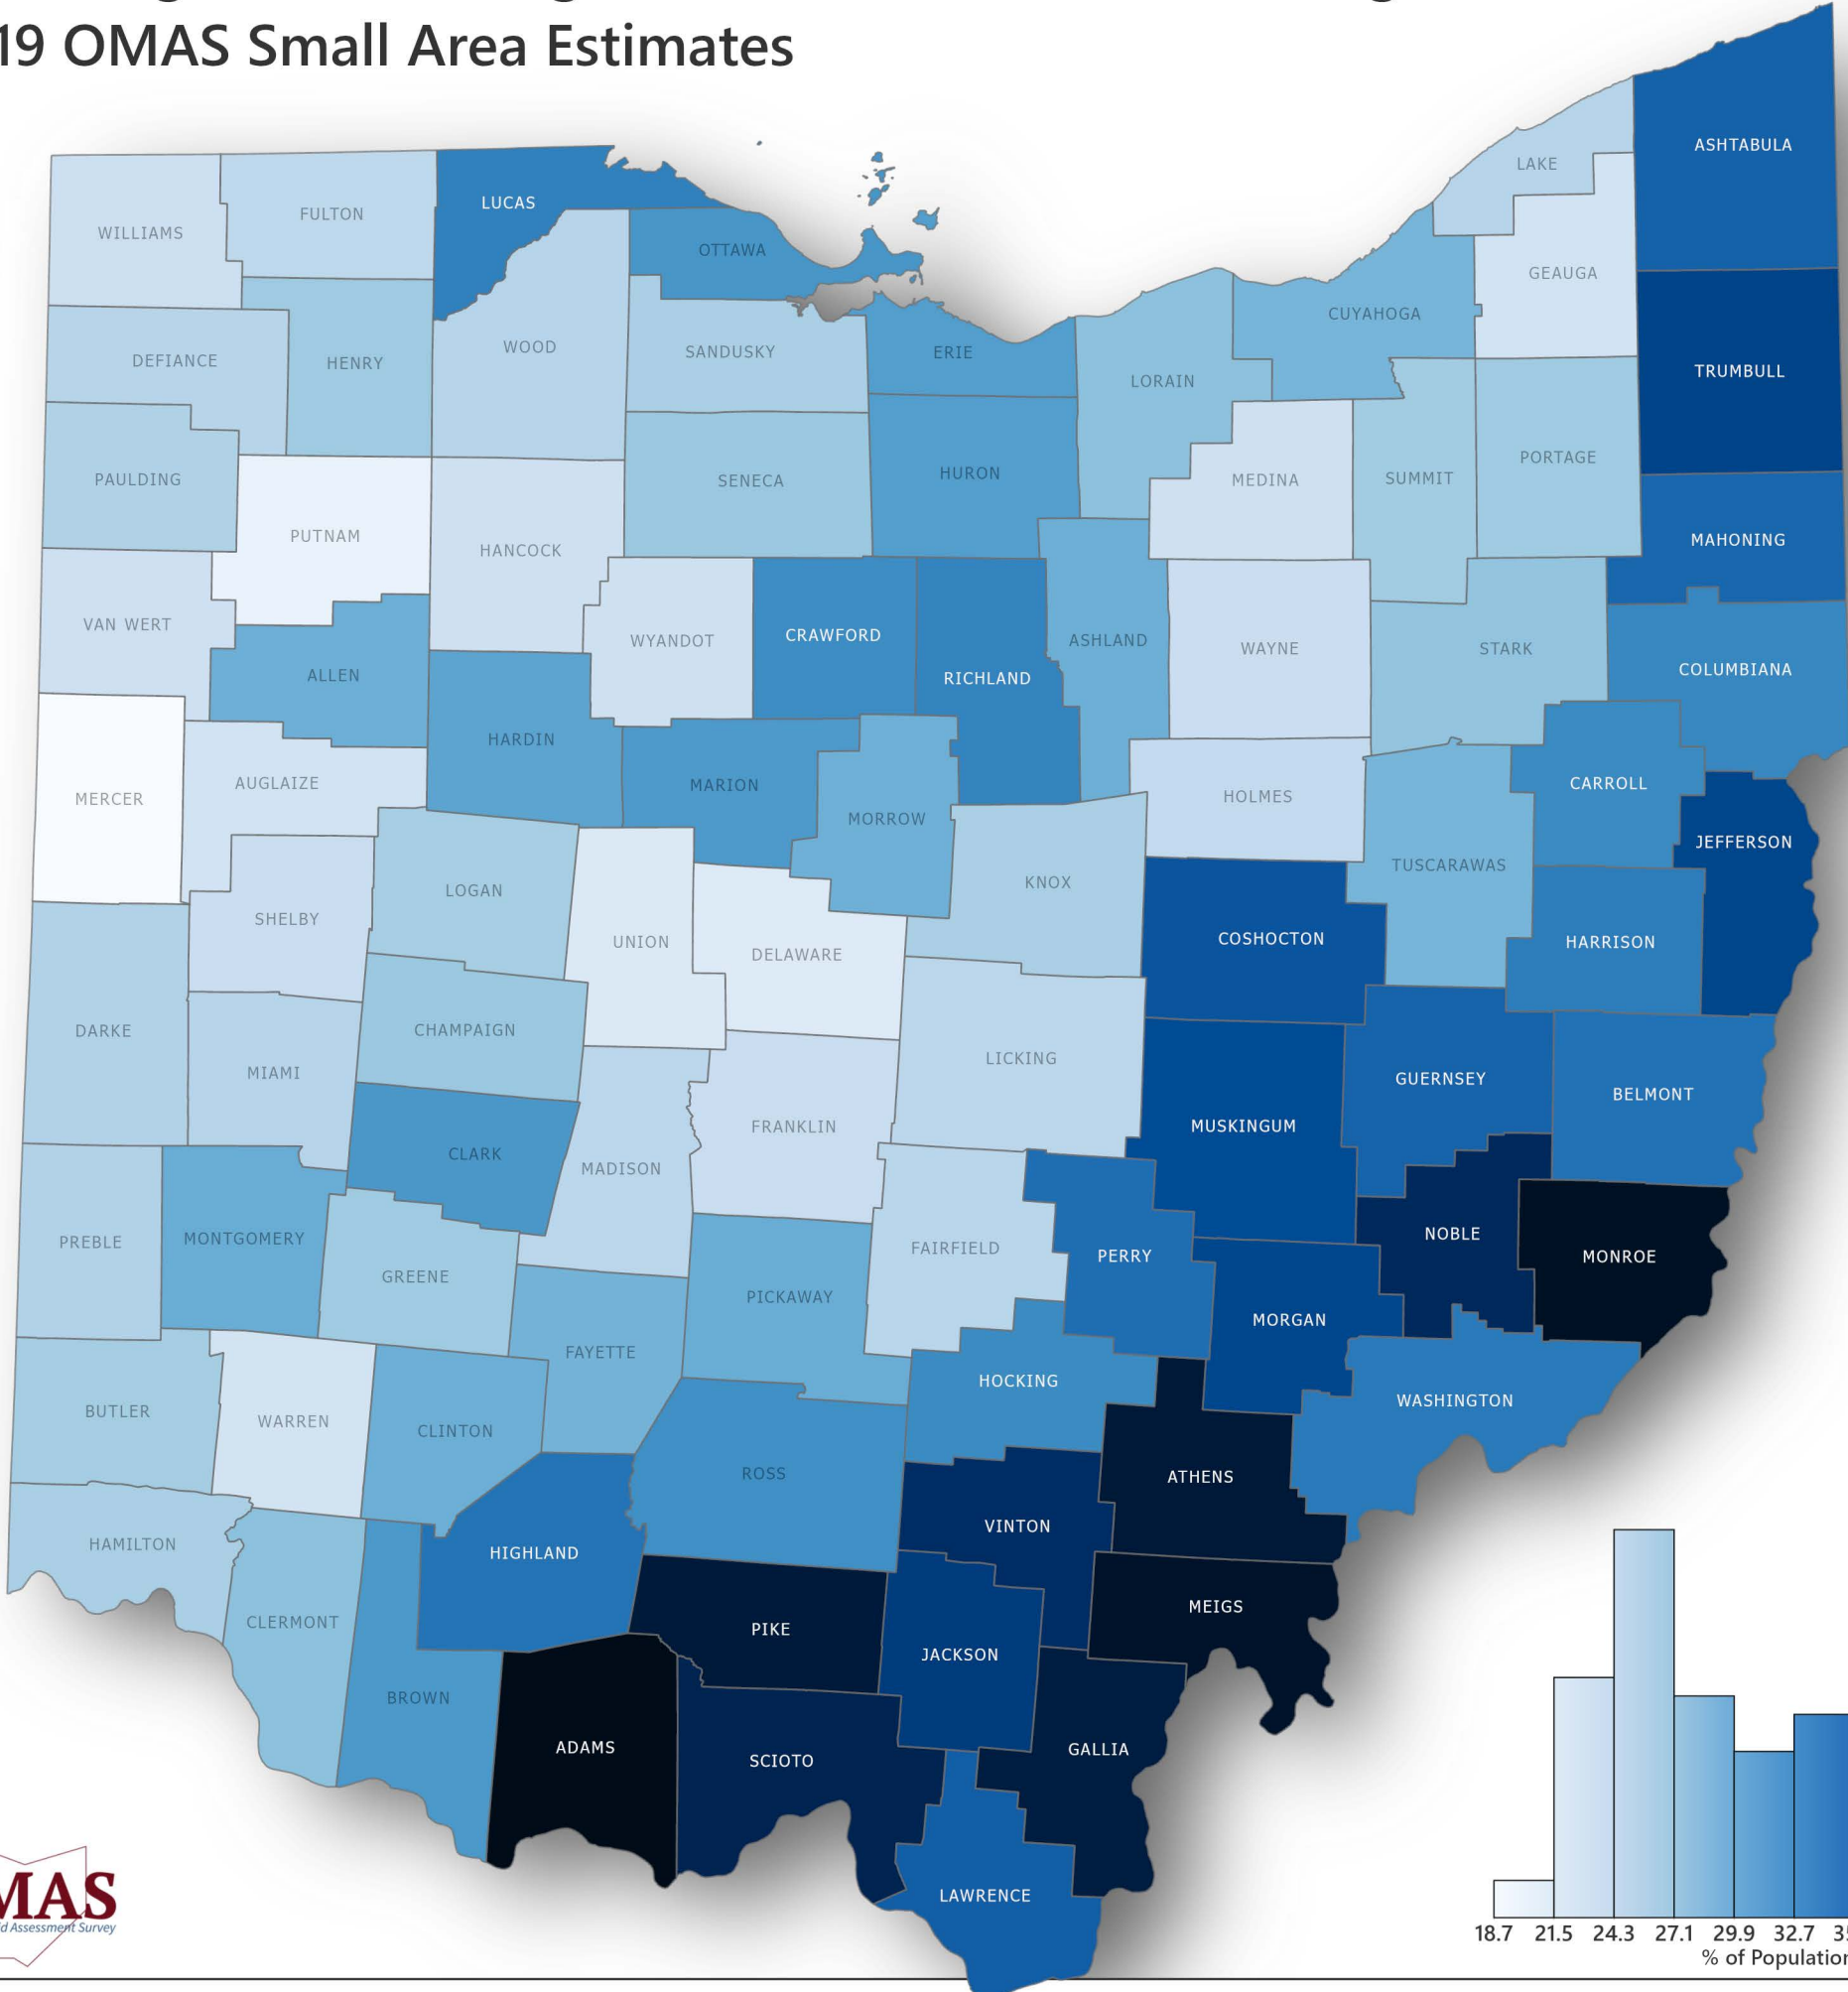 19 OMAS Small Area Estimates
ASHTABULA
LAKE
LUCAS
FULTON
WILLIAMS
OTTAWA
GEAUGA
CUYAHOGA
WOOD
SANDUSKY
ERIE
DEFIANCE
HENRY
TRUMBULL
LORAIN
PORTAGE
HURON
PAULDING
SENECA
MEDINA
SUMMIT
PUTNAM
MAHONING
HANCOCK
VAN WERT
CRAWFORD
WYANDOT
ASHLAND
WAYNE
STARK
COLUMBIANA
ALLEN
RICHLAND
HARDIN
AUGLAIZE
MARION
CARROLL
MERCER
HOLMES
MORROW
JEFFERSON
TUSCARAWAS
KNOX
LOGAN
SHELBY
COSHOCTON
UNION
HARRISON
DELAWARE
DARKE
CHAMPAIGN
LICKING
MIAMI
GUERNSEY
BELMONT
FRANKLIN
MUSKINGUM
CLARK
MADISON
NOBLE
MONTGOMERY
PREBLE
FAIRFIELD
PERRY
MONROE
GREENE
PICKAWAY
MORGAN
FAYETTE
HOCKING
WASHINGTON
BUTLER
WARREN
CLINTON
ROSS
ATHENS
VINTON
HAMILTON
HIGHLAND
MEIGS
CLERMONT
PIKE
JACKSON
BROWN
ADAMS
GALLIA
SCIOTO
LAWRENCE
MAS
d Assessment Survey
18.7 21.5 24.3 27.1 29.9 32.7
% of Population